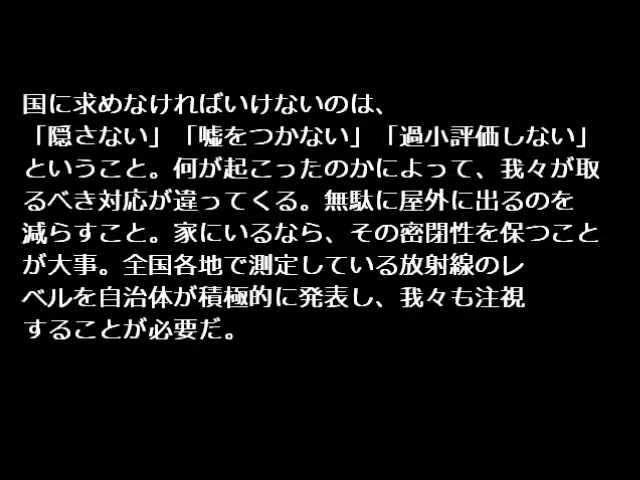 国に求めなければいけないのは、
「隠さない」「嘘をつかない」「過小評価しない」
ということ。何が起こったのかによって、我々が取
るべき対応が違ってくる。無駄に屋外に出るのを
減らすこと。家にいるなら、その密閉性を保つこと
が大事。全国各地で測定している放射線のレ
ベルを自治体が積極的に発表し、我々も注視
することが必要だ。